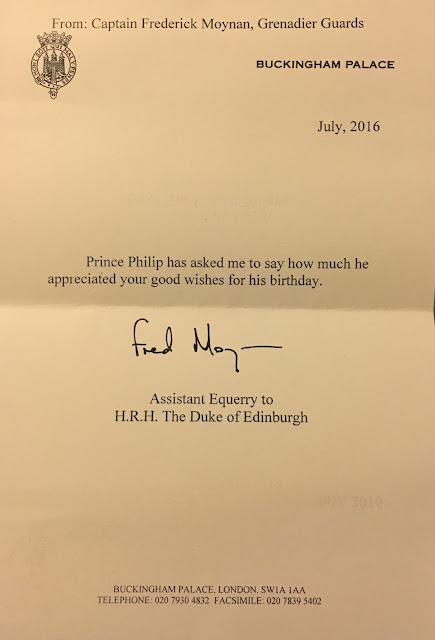 From: Captain Frederick Moynan, Grenadier Guards
BUCKINGHAM PALACE
July, 2016
Prince Philip has asked me to say how much he
appreciated your good wishes for his birthday.
Fred Moy
Assistant Equerry to
H.R.H. The Duke of Edinburgh
BUCKINGHAM PALACE, LONDON, SW1A 1AA
TELEPHONE: 020 7930 4832 FACSIMILE: 020 7839 5402